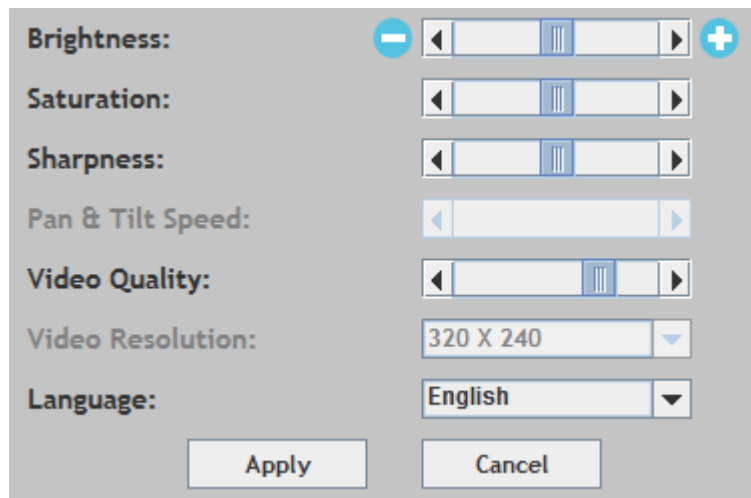 Brightness:
Saturation:
Sharpness:
Pan & Tilt Speed:
Video Quality:
Video Resolution: 320 X 240
Language: English
Apply Cancel